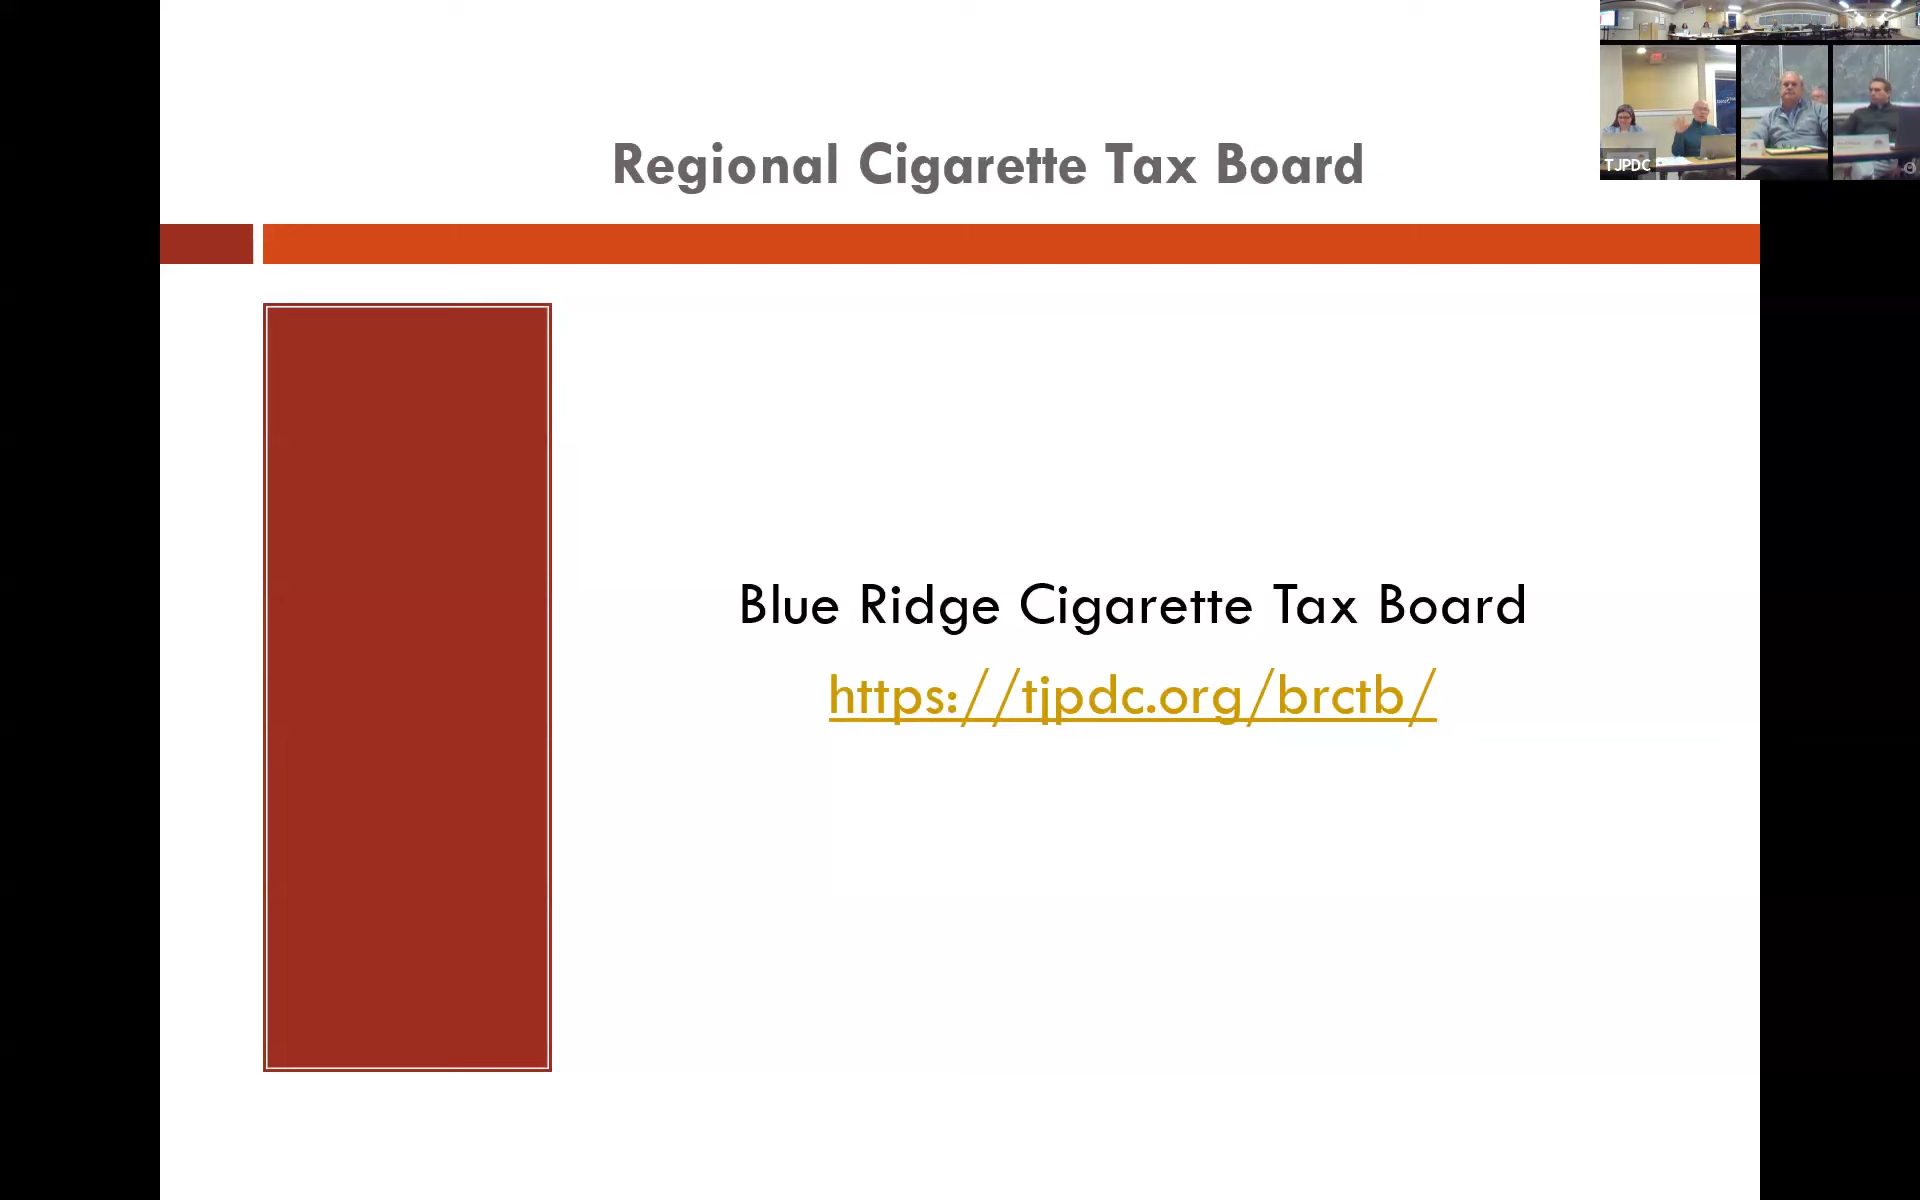 Regional Cigarette Tax Board
Blue Ridge Cigarette Tax Board
https://tjpdc.org/brctb/
TJPDC